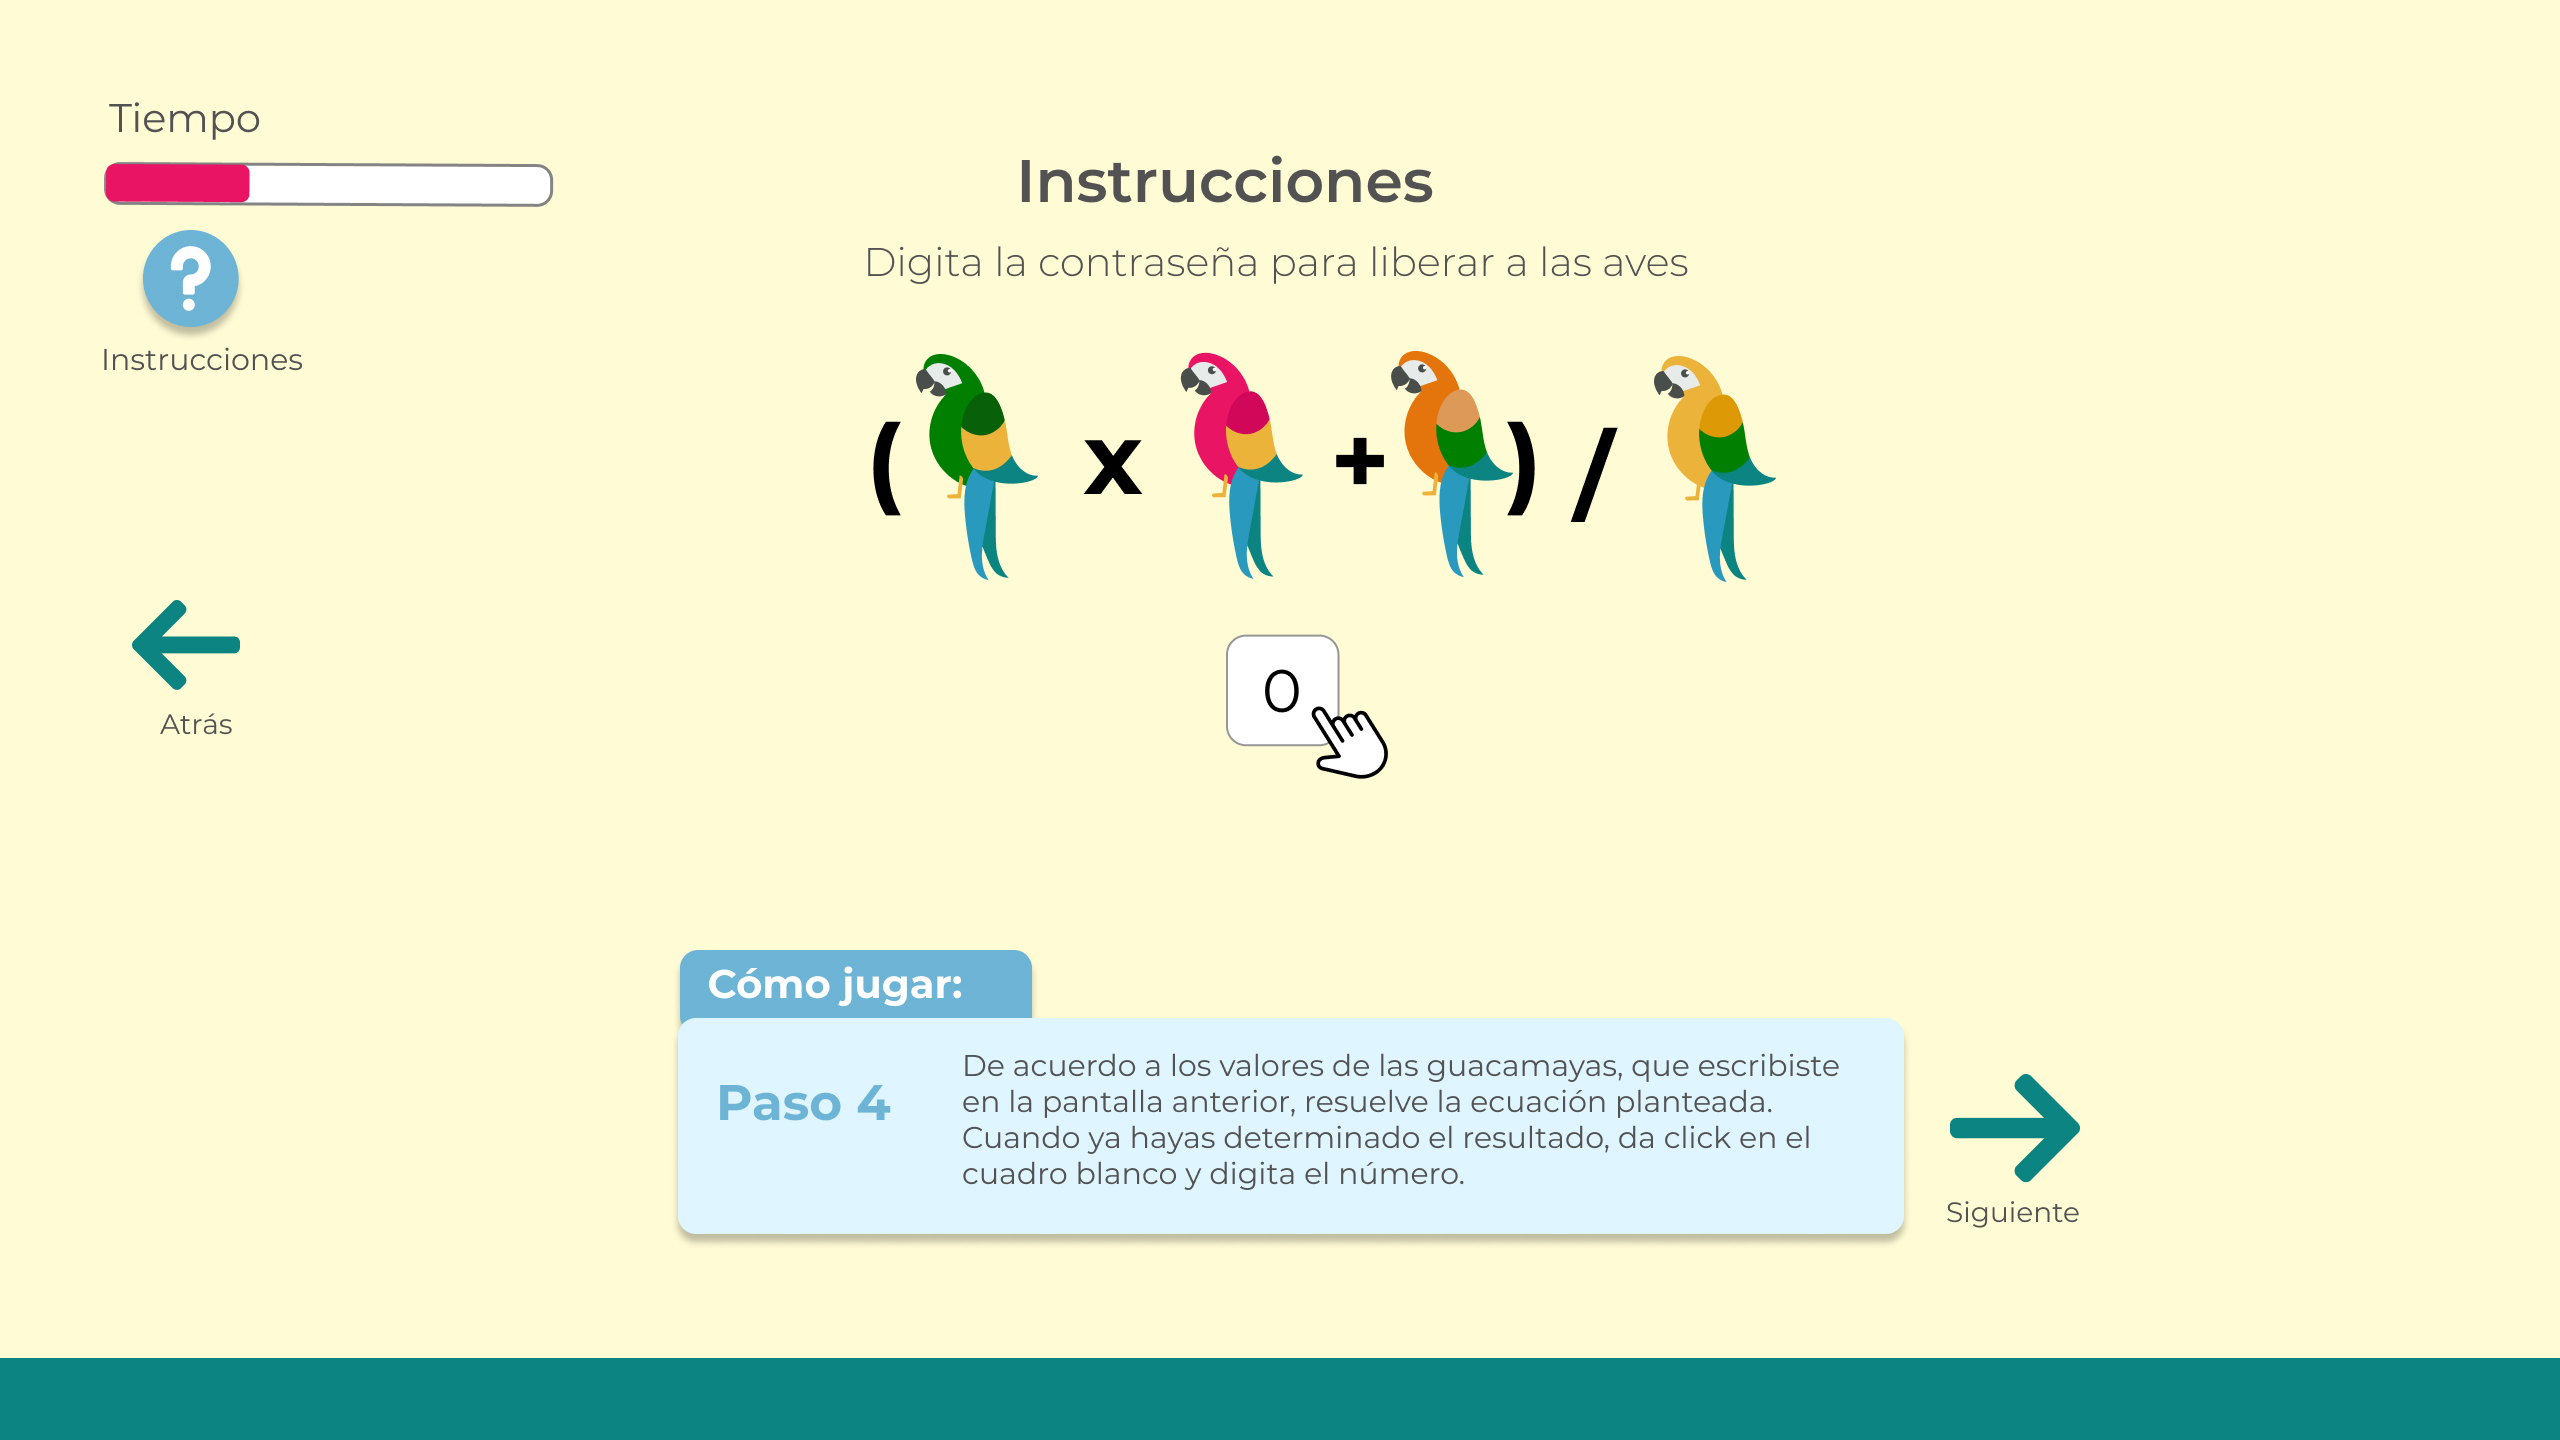 Tiempo
Instrucciones
Digita la contraseña para liberar a las aves
?
Instrucciones
( x + ) /
0
Atrás
Cómo jugar:
Paso 4
De acuerdo a los valores de las guacamayas, que escribiste
en la pantalla anterior, resuelve la ecuación planteada.
Cuando ya hayas determinado el resultado, da click en el
cuadro blanco y digita el número.
Siguiente